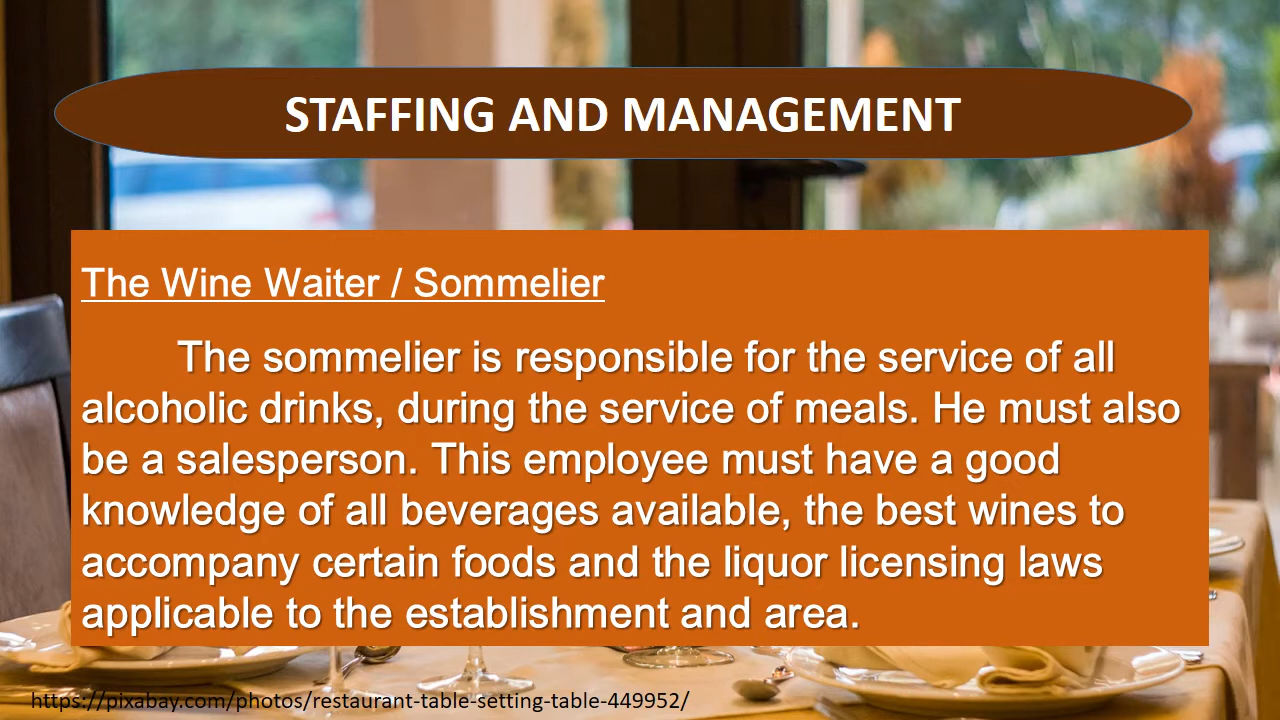 STAFFING AND MANAGEMENT
The Wine Waiter / Sommelier
The sommelier is responsible for the service of all
alcoholic drinks, during the service of meals. He must also
be a salesperson. This employee must have a good
knowledge of all beverages available, the best wines to
accompany certain foods and the liquor licensing laws
applicable to the establishment and area.
https://pixabay.com/photos/restaurant-table-setting-table-449952/